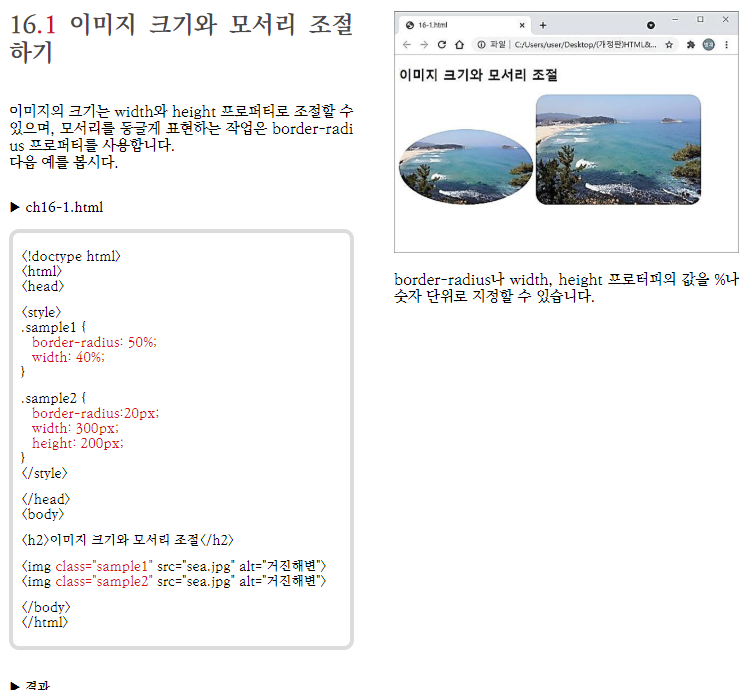 16.1 이미지 크기와 모서리 조절
하기
이미지의 크기는 width와 height 프로퍼티로 조절할 수
있으며, 모서리를 둥글게 표현하는 작업은 border-radi
us 프로퍼티를 사용합니다.
다음 예를 봅시다.
▶ ch16-1.html
<!doctype html>
<html>
<head>
<style>
.sample1 {
border-radius: 50%;
width: 40%;
}
.sample2 {
border-radius:20px;
width: 300px;
height: 200px;
}
</style>
</head>
<body>
<h2>이미지 크기와 모서리 조절</h2>
<img class="sample1" src="sea.jpg" alt="거진해변">
<img class="sample2" src="sea.jpg" alt="거진해변">
</body>
</html>
▶ 결과
16-1.html
파일 | C:/Users/user/Desktop/(개정판)HTML&...
이미지 크기와 모서리 조절
border-radius나 width, height 프로터피의 값을 %나
숫자 단위로 지정할 수 있습니다.